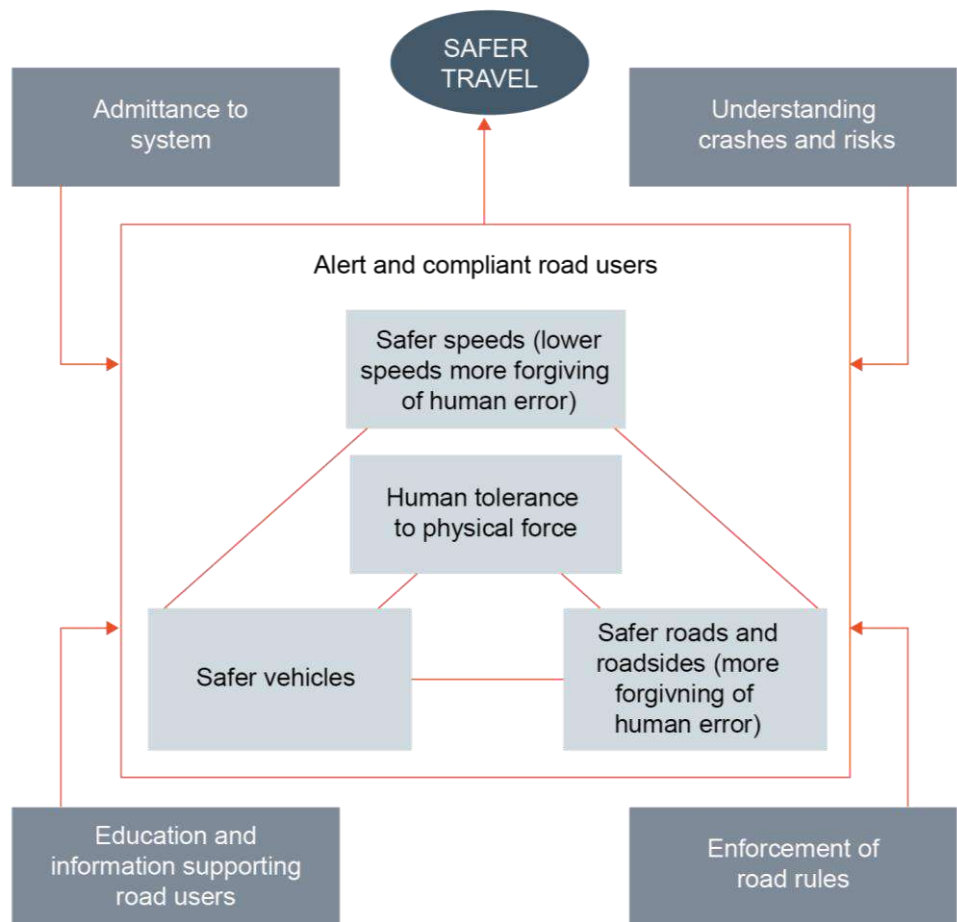 SAFER
TRAVEL
Admittance to
system
Understanding
crashes and risks
Alert and compliant road users
Safer speeds (lower
speeds more forgiving
of human error)
Human tolerance
to physical force
Safer vehicles
Safer roads and
roadsides (more
forgivning of
human error)
Education and
information supporting
road users
Enforcement of
road rules